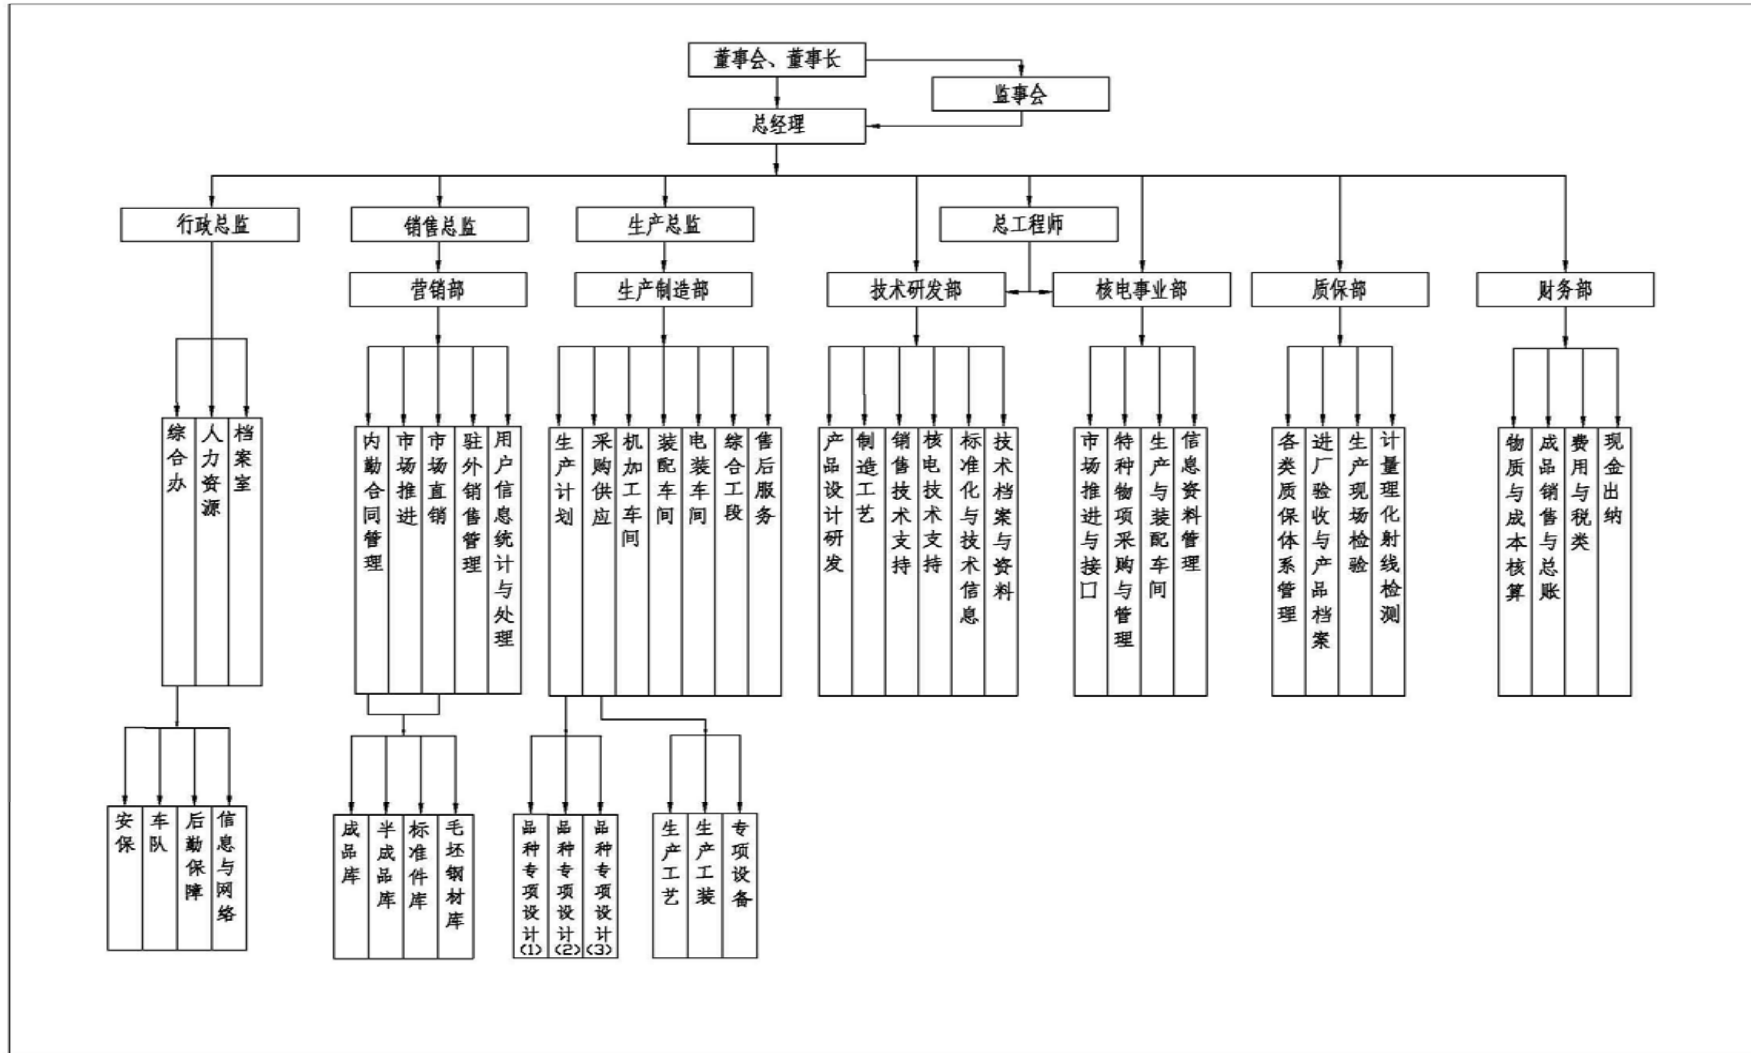 董事会、董事长
监事会
总经理
行政总监
销售总监
生产总监
总工程师
营销部
生产制造部
技术研发部
核电事业部
质保部
财务部
综合办
人力资源
档案室
内勤合同管理
市场推进
市场直销
驻外销售管理
用户信息统计与处理
生产计划
采购供应
机加工车间
装配车间
电装车间
综合工段
售后服务
产品设计研发
制造工艺
销售技术支持
核电技术支持
标准化与技术信息
技术档案与资料
市场推进与接口
特种物项采购与管理
生产与装配车间
信息资料管理
各类质保体系管理
进厂验收与产品档案
生产现场检验
计量理化射线检测
物质与成本核算
成品销售与总账
费用与税类
现金出纳
安保
车队
后勤保障
信息与网络
成品库
半成品库
标准件库
毛坯钢材库
品种专项设计(1)
品种专项设计(2)
品种专项设计(3)
生产工艺
生产工装
专项设备